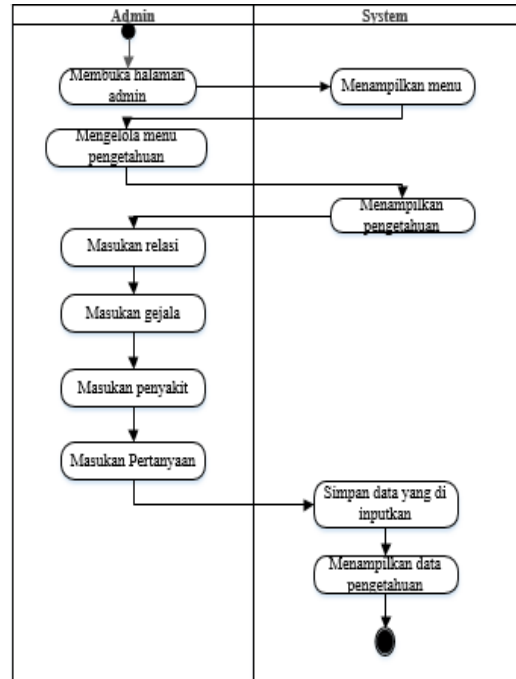 Admin
System
Membuka halaman
admin
Menampilkan menu
Mengelola menu
pengetahuan
Menampilkan
pengetahuan
Masukan relasi
Masukan gejala
Masukan penyakit
Masukan Pertanyaan
Simpan data yang di
inputkan
Menampilkan data
pengetahuan